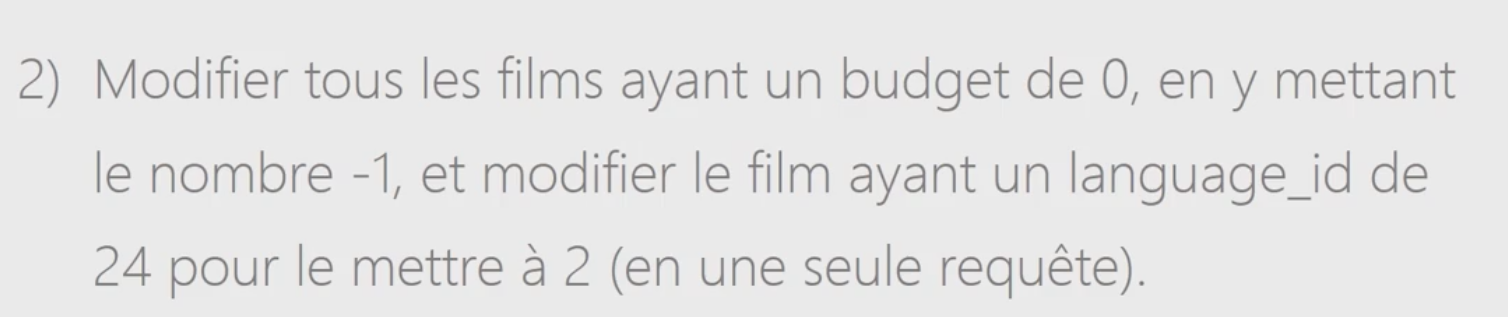 2) Modifier tous les films ayant un budget de 0, en y mettant
le nombre -1, et modifier le film ayant un language_id de
24 pour le mettre à 2 (en une seule requête).